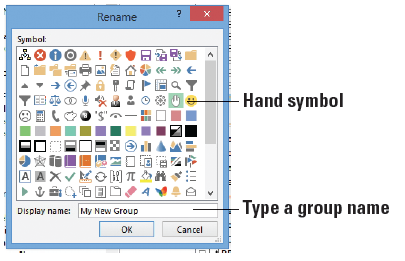 Rename
Symbol:
Hand symbol
Display name: My New Group
Type a group name
OK Cancel